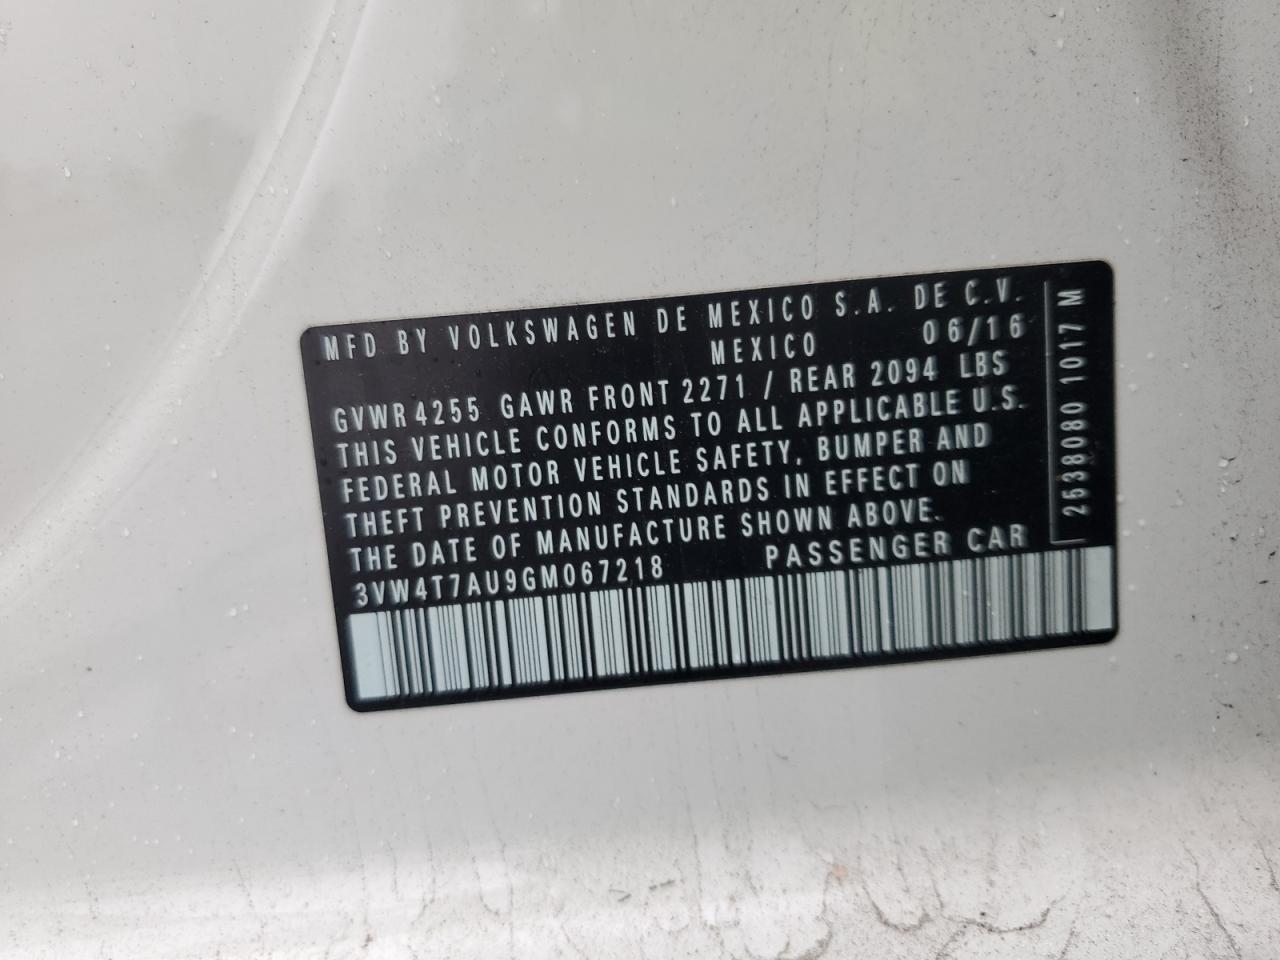 MFD BY VOLKSWAGEN DE MEXICO S.A. DE C.V.
MEXICO 06/16
GVWR 4255 GAWR FRONT 2271 / REAR 2094 LBS
THIS VEHICLE CONFORMS TO ALL APPLICABLE U.S.
FEDERAL MOTOR VEHICLE SAFETY, BUMPER AND
THEFT PREVENTION STANDARDS IN EFFECT ON
THE DATE OF MANUFACTURE SHOWN ABOVE.
3VW4T7AU9GM067218 PASSENGER CAR
2638080 1017 M